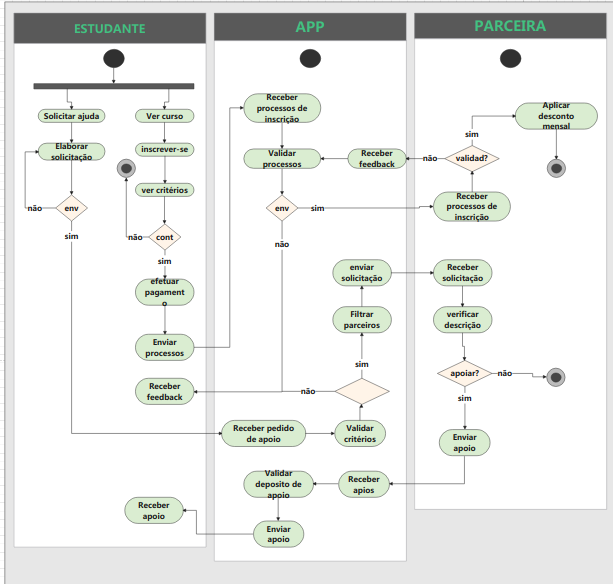 ESTUDANTE
APP
PARCEIRA
Solicitar ajuda
Ver curso
Elaborar
solicitação
inscrever-se
ver critérios
não
env
sim
não
cont
sim
efetuar
pagament
o
Enviar
processos
Receber
feedback
Receber
apoio
Receber
processos de
inscrição
Validar
processos
Receber
feedback
env
sim
não
enviar
solicitação
Filtrar
parceiros
sim
não
Receber pedido
de apoio
Validar
critérios
Validar
deposito de
apoio
Receber
apios
Enviar
apoio
Aplicar
desconto
mensal
sim
não
validad?
Receber
processos de
inscrição
Receber
solicitação
verificar
descrição
apoiar?
não
sim
Enviar
apoio